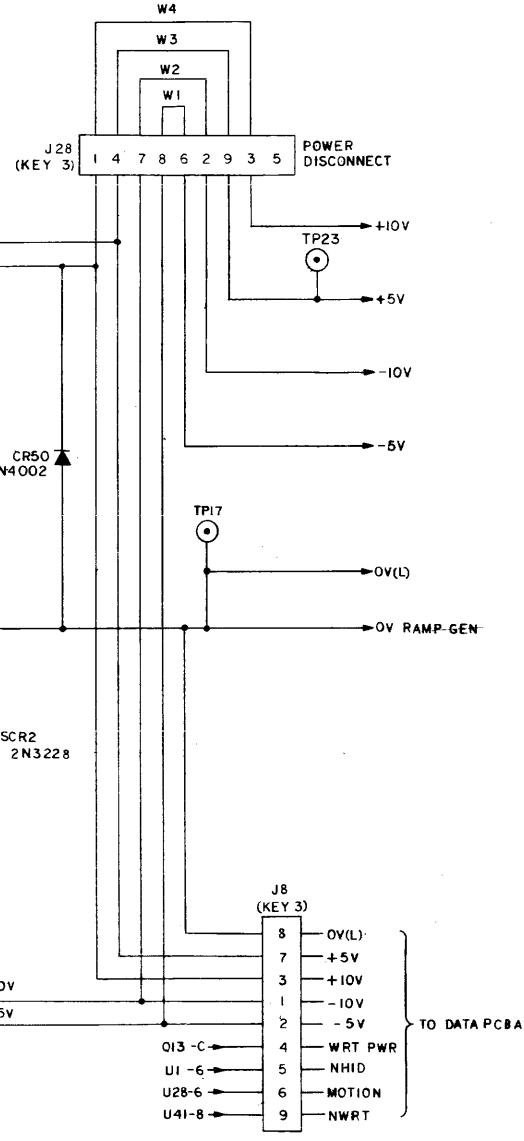 W4
W3
W2
W1
J28
(KEY 3)
1 4 7 8 6 2 9 3 5
POWER
DISCONNECT
+10V
TP23
+5V
-10V
-5V
CR50
N4002
TP17
0V(L)
0V RAMP GEN
SCR2
2N3228
J8
(KEY 3)
8 0V(L)
7 +5V
3 +10V
0V 1 -10V
5V 2 -5V
TO DATA PCBA
Q13-C 4 WRT PWR
U1-6 5 NHID
U28-6 6 MOTION
U41-8 9 NWRT